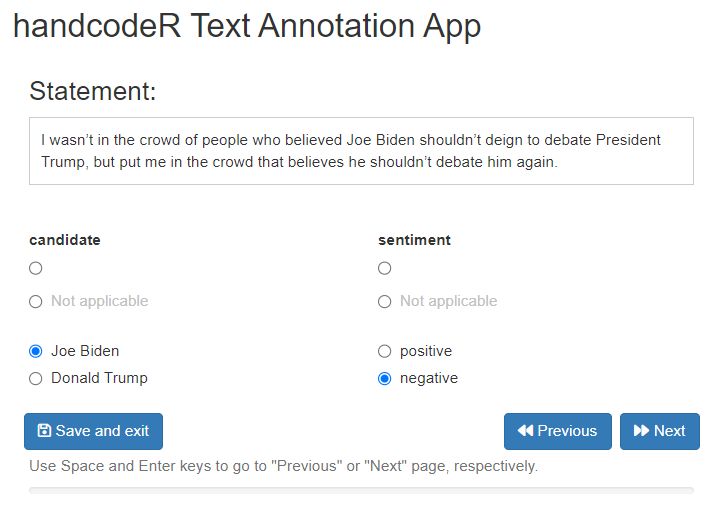 handcodeR Text Annotation App
Statement:
I wasn’t in the crowd of people who believed Joe Biden shouldn’t deign to debate President
Trump, but put me in the crowd that believes he shouldn’t debate him again.
candidate
sentiment
Not applicable
Not applicable
Joe Biden
positive
Donald Trump
negative
Save and exit
Previous
Next
Use Space and Enter keys to go to "Previous" or "Next" page, respectively.